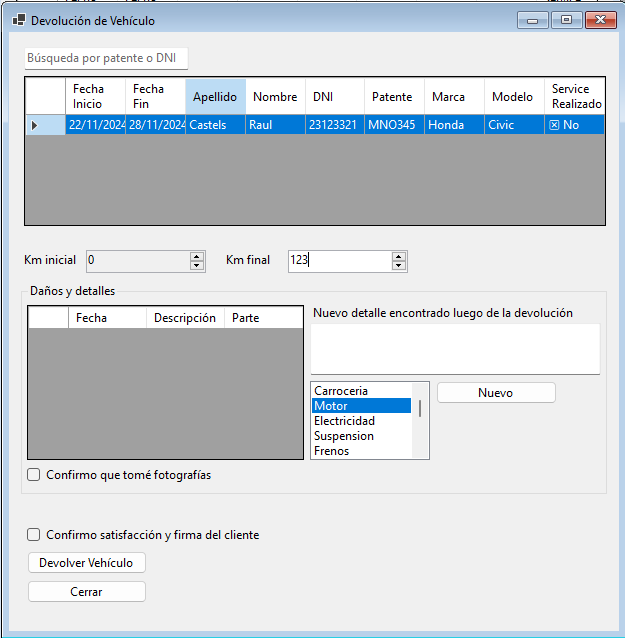 Devolución de Vehículo
Búsqueda por patente o DNI
Fecha Inicio Fecha Fin Apellido Nombre DNI Patente Marca Modelo Service Realizado
22/11/2024 28/11/2024 Castels Raul 23123321 MNO345 Honda Civic No
Km inicial 0 Km final 123
Daños y detalles
Fecha Descripción Parte
Nuevo detalle encontrado luego de la devolución
Carroceria
Motor
Electricidad
Suspension
Frenos
Nuevo
Confirmo que tomé fotografías
Confirmo satisfacción y firma del cliente
Devolver Vehículo
Cerrar